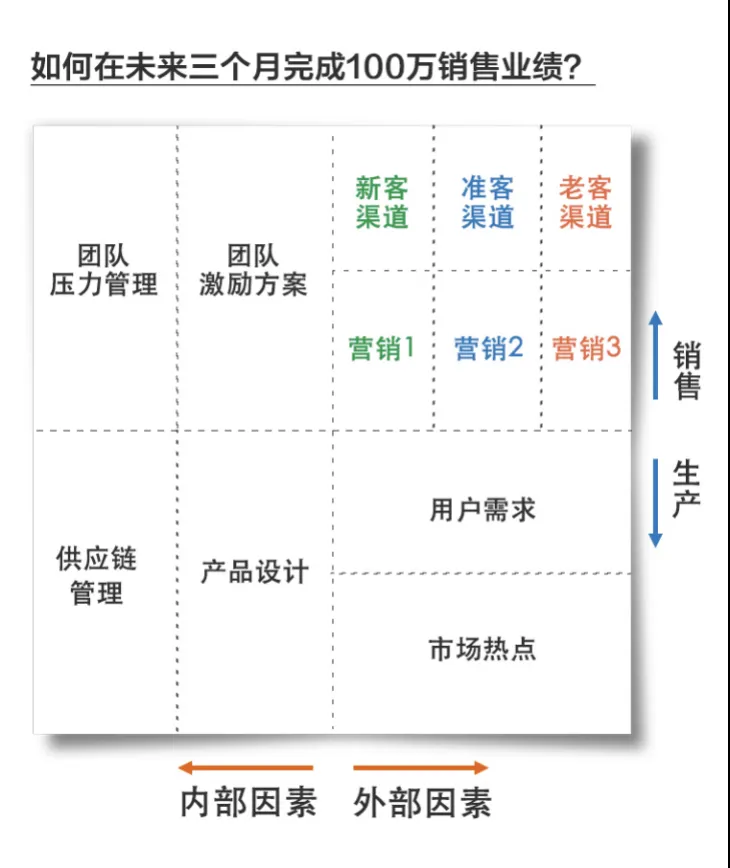 如何在未来三个月完成100万销售业绩?
团队
压力管理
团队
激励方案
新客
渠道
准客
渠道
老客
渠道
营销1
营销2
营销3
销售
生产
供应链
管理
产品设计
用户需求
市场热点
内部因素
外部因素